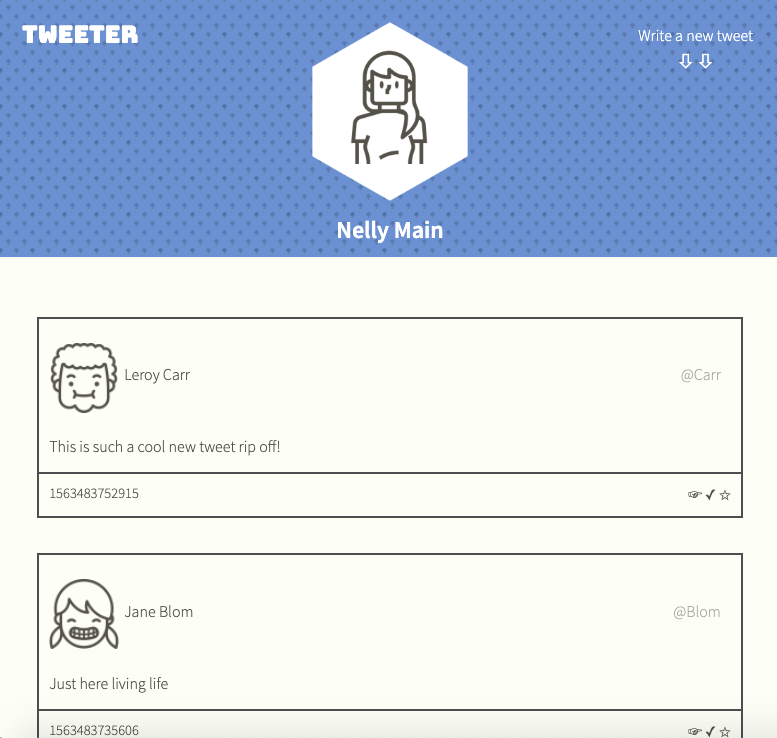 TWEETER
Write a new tweet
Nelly Main
Leroy Carr
@Carr
This is such a cool new tweet rip off!
1563483752915
Jane Blom
@Blom
Just here living life
1563483735606